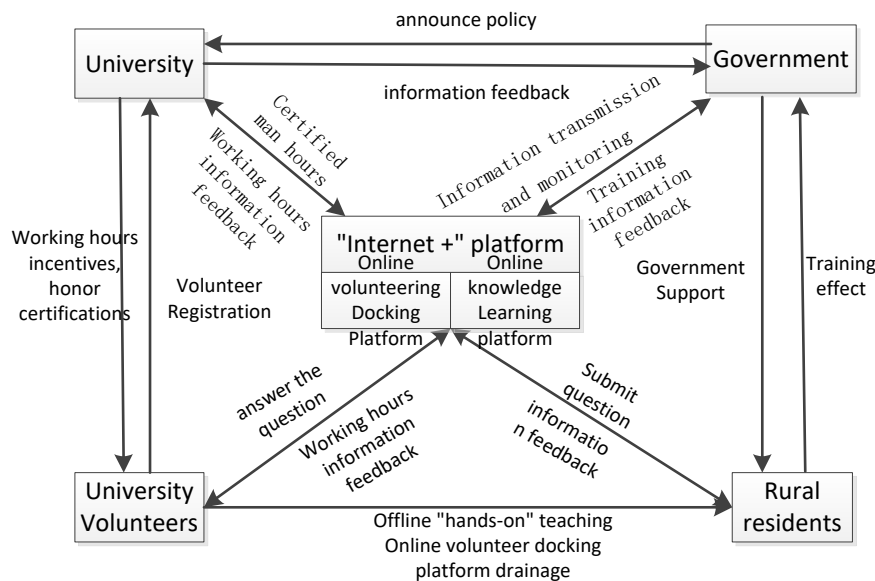 announce policy
University
Government
information feedback
Certified
man hours
Working hours
information
feedback
Information transmission
and monitoring
Training
information
feedback
"Internet +" platform
Online
volunteering
Docking
Platform
Online
knowledge
Learning
platform
Working hours
incentives,
honor
certifications
Volunteer
Registration
Government
Support
Training
effect
answer the
question
Working hours
information
feedback
Submit
question
informatio
n feedback
University
Volunteers
Rural
residents
Offline "hands-on" teaching
Online volunteer docking
platform drainage